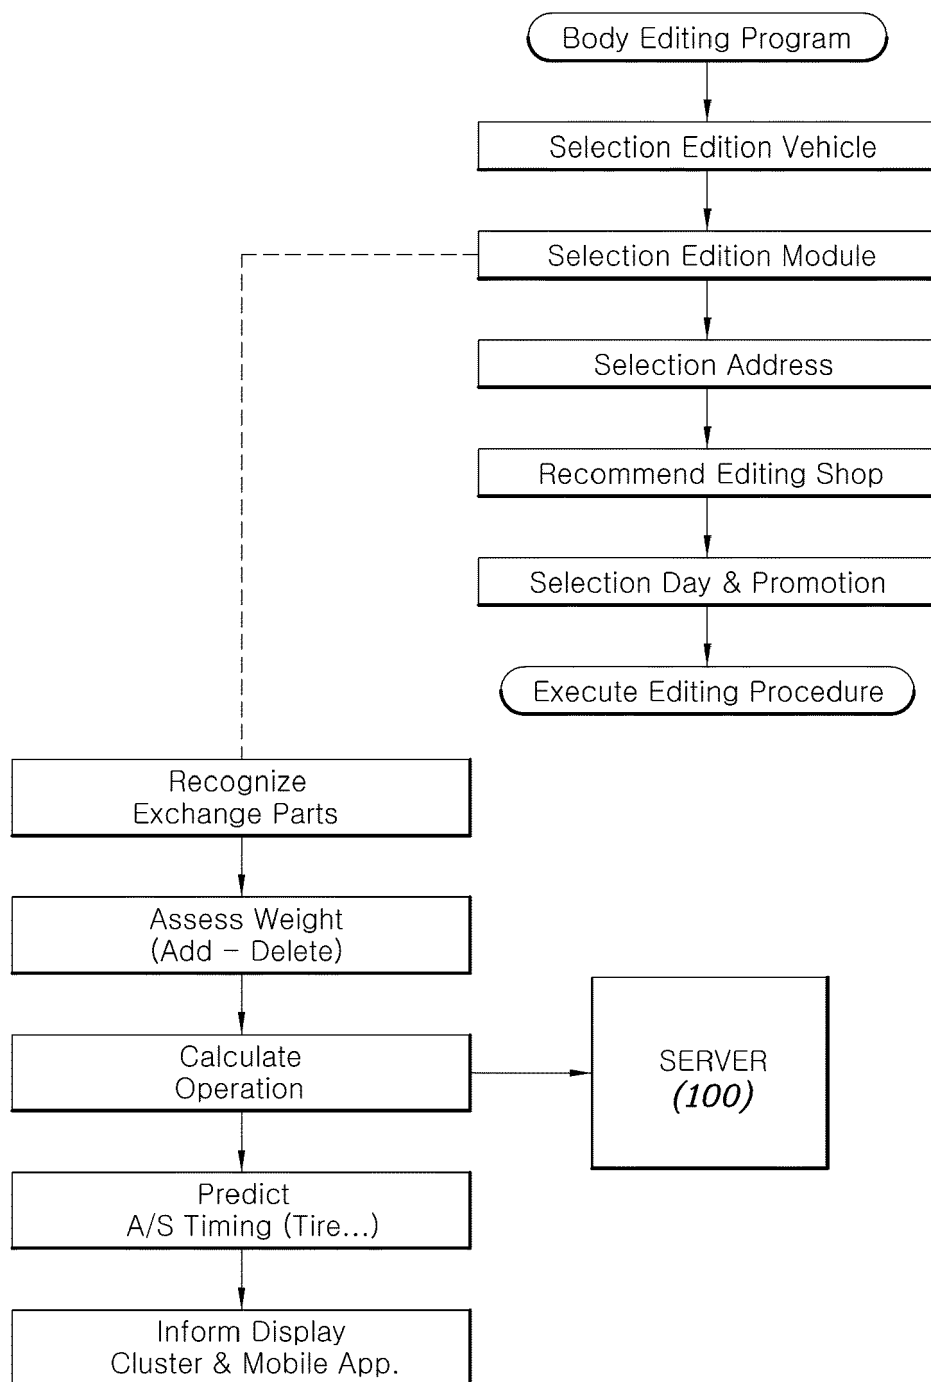 Body Editing Program
Selection Edition Vehicle
Selection Edition Module
Selection Address
Recommend Editing Shop
Selection Day & Promotion
Execute Editing Procedure
Recognize
Exchange Parts
Assess Weight
(Add - Delete)
Calculate
Operation
SERVER
(100)
Predict
A/S Timing (Tire...)
Inform Display
Cluster & Mobile App.